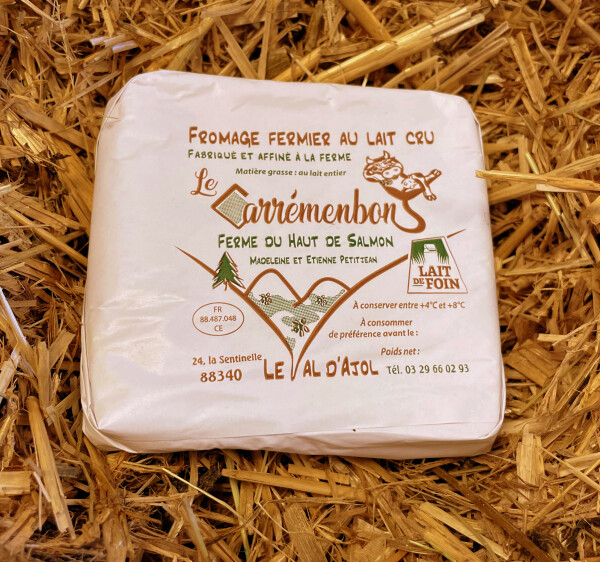 FROMAGE FERMIER AU LAIT CRU
FABRIQUÉ ET AFFINÉ À LA FERME
Matière grasse : au lait entier
Le
Carrémenbon
FERME DU HAUT DE SALMON
MADELEINE ET ETIENNE PETITJEAN
LAIT
DE FOIN
FR
88.487.048
CE
À conserver entre +4°C et +8°C
À consommer
de préférence avant le :
Poids net :
24, la Sentinelle
88340
LE VAL D'AJOL
Tél. 03 29 66 02 93